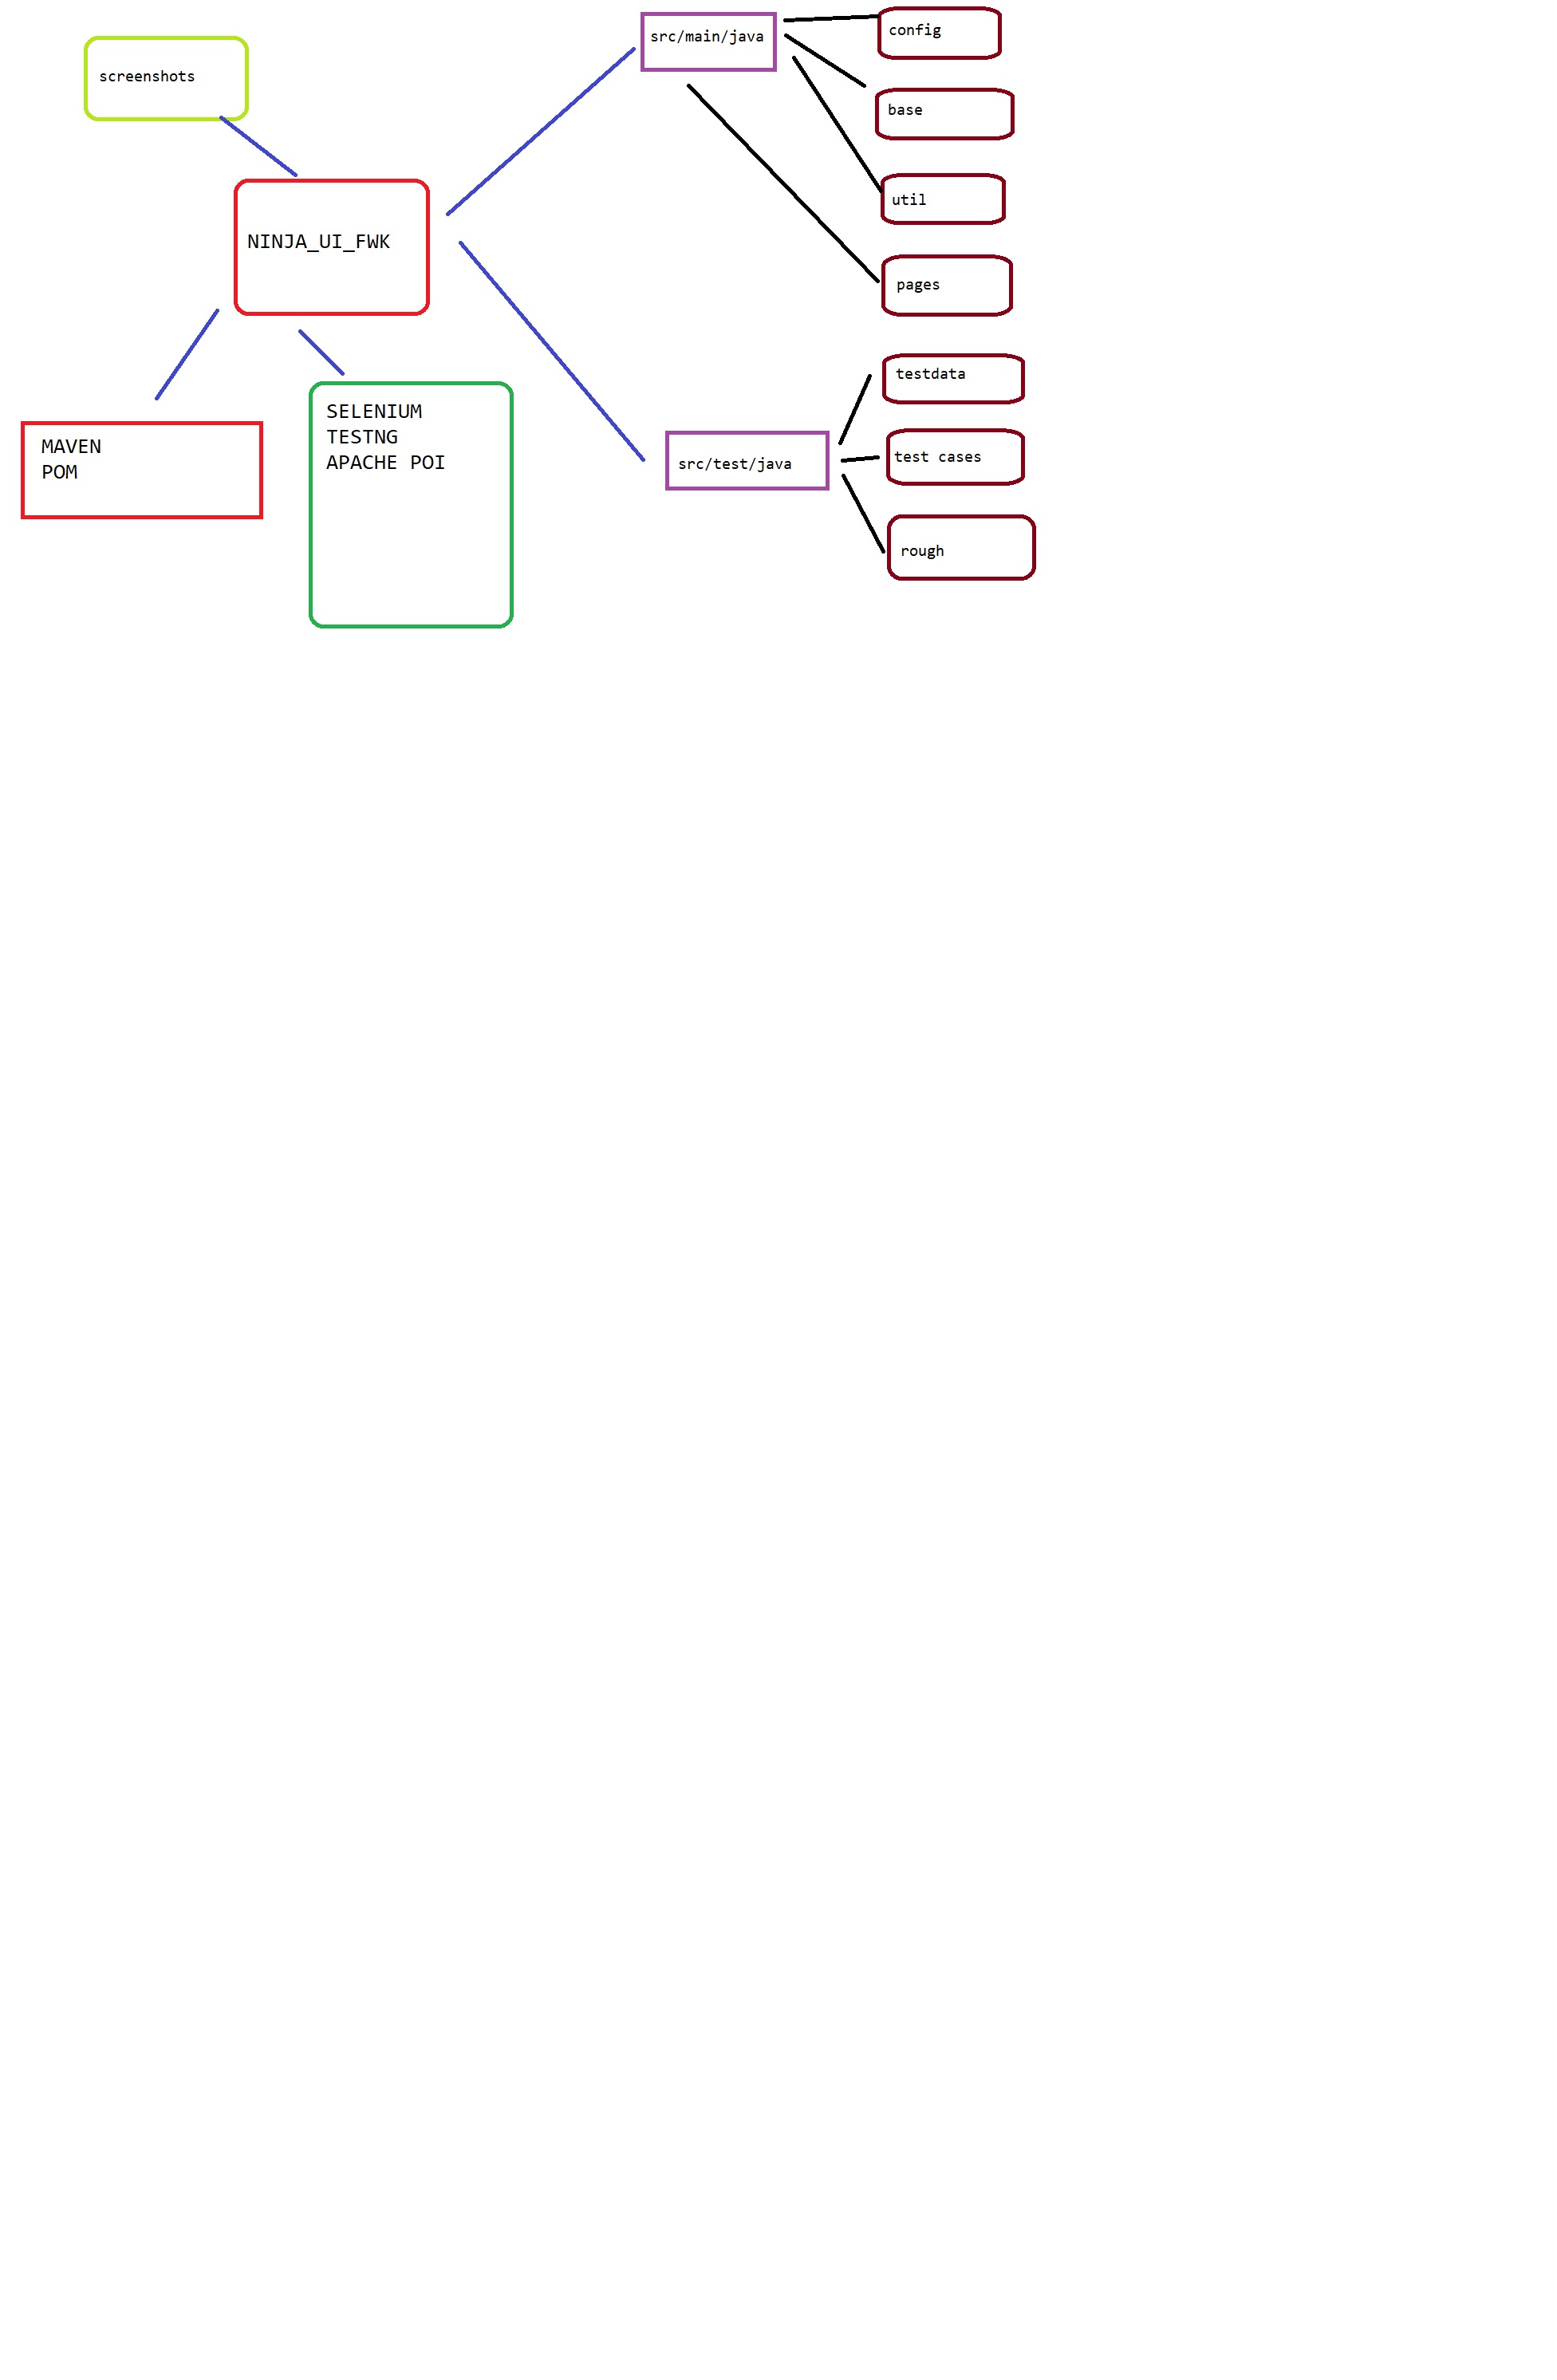 screenshots
NINJA_UI_FWK
MAVEN
POM
SELENIUM
TESTNG
APACHE POI
src/main/java
config
base
util
pages
src/test/java
testdata
test cases
rough